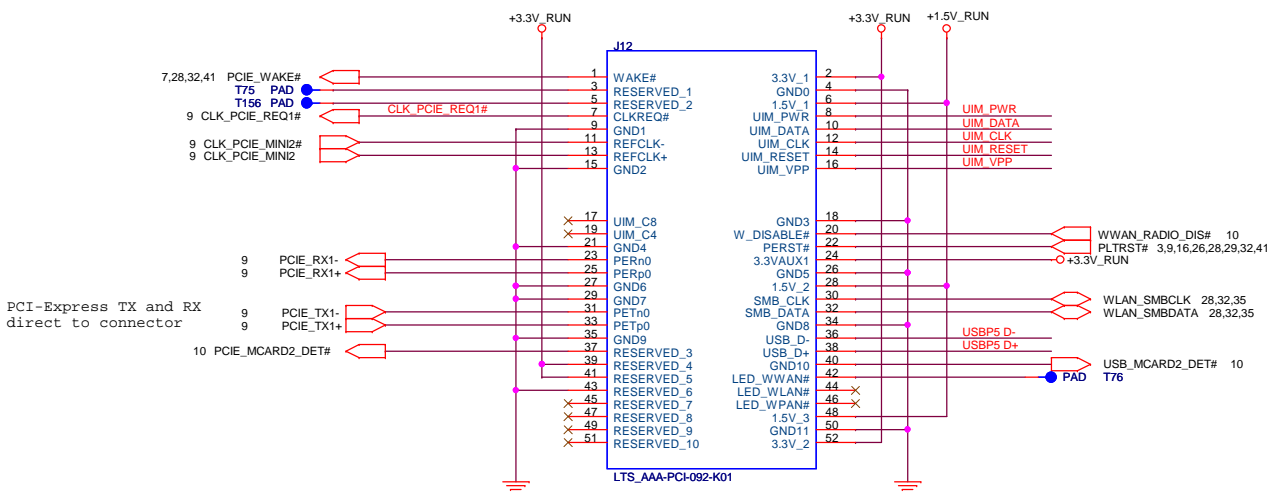 +3.3V_RUN
+3.3V_RUN
+1.5V_RUN
J12
7,28,32,41 PCIE_WAKE# 1 WAKE#
T75 PAD 3 RESERVED_1
T156 PAD 5 RESERVED_2
9 CLK_PCIE_REQ1# CLK_PCIE_REQ1# 7 CLKREQ#
9 GND1
9 CLK_PCIE_MINI2# 11 REFCLK-
9 CLK_PCIE_MINI2 13 REFCLK+
15 GND2
17 UIM_C8
19 UIM_C4
21 GND4
9 PCIE_RX1- 23 PERn0
9 PCIE_RX1+ 25 PERp0
27 GND6
29 GND7
9 PCIE_TX1- 31 PETn0
9 PCIE_TX1+ 33 PETp0
35 GND9
10 PCIE_MCARD2_DET# 37 RESERVED_3
39 RESERVED_4
41 RESERVED_5
43 RESERVED_6
45 RESERVED_7
47 RESERVED_8
49 RESERVED_9
51 RESERVED_10
PCI-Express TX and RX
direct to connector
3.3V_1 2
GND0 4
1.5V_1 6
UIM_PWR 8 UIM_PWR
UIM_DATA 10 UIM_DATA
UIM_CLK 12 UIM_CLK
UIM_RESET 14 UIM_RESET
UIM_VPP 16 UIM_VPP
GND3 18
W_DISABLE# 20 WWAN_RADIO_DIS# 10
PERST# 22 PLTRST# 3,9,16,26,28,29,32,41
3.3VAUX1 24 +3.3V_RUN
GND5 26
1.5V_2 28
SMB_CLK 30 WLAN_SMBCLK 28,32,35
SMB_DATA 32 WLAN_SMBDATA 28,32,35
GND8 34
USB_D- 36 USBP5 D-
USB_D+ 38 USBP5 D+
GND10 40 USB_MCARD2_DET# 10
LED_WWAN# 42 PAD T76
LED_WLAN# 44
LED_WPAN# 46
1.5V_3 48
GND11 50
3.3V_2 52
LTS_AAA-PCI-092-K01